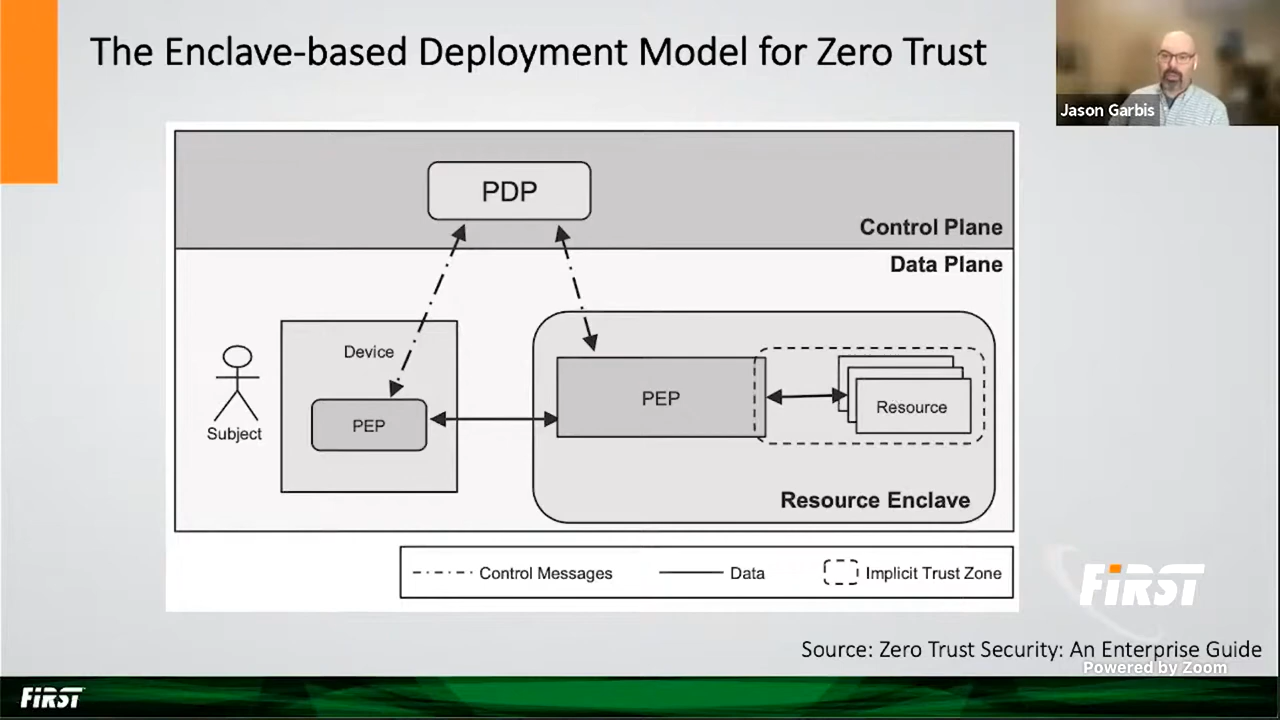 The Enclave-based Deployment Model for Zero Trust
Jason Garbis
PDP
Control Plane
Data Plane
Device
PEP
PEP
Resource
Subject
Resource Enclave
Control Messages
Data
Implicit Trust Zone
FiRST
Source: Zero Trust Security: An Enterprise Guide
Powered by Zoom
FiRST